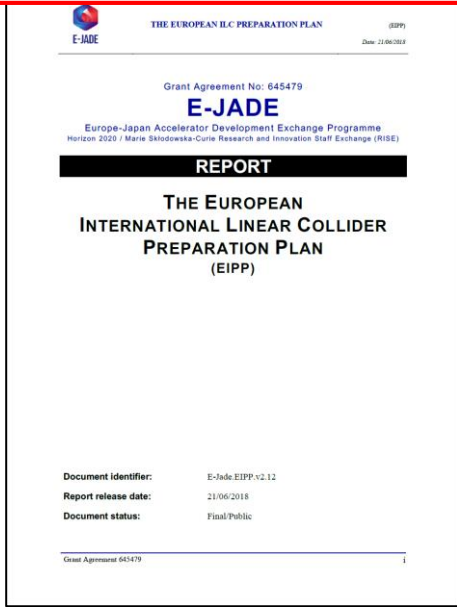 THE EUROPEAN ILC PREPARATION PLAN
(EIPP)
E-JADE
Date: 21/06/2018
Grant Agreement No: 645479
E-JADE
Europe-Japan Accelerator Development Exchange Programme
Horizon 2020 / Marie Skłodowska-Curie Research and Innovation Staff Exchange (RISE)
REPORT
THE EUROPEAN
INTERNATIONAL LINEAR COLLIDER
PREPARATION PLAN
(EIPP)
Document identifier: E-Jade.EIPP.v2.12
Report release date: 21/06/2018
Document status: Final/Public
Grant Agreement 645479 i